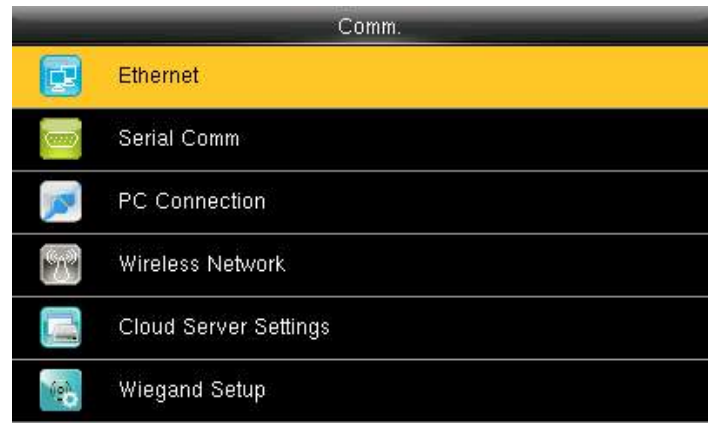 Comm.
Ethernet
Serial Comm
PC Connection
Wireless Network
Cloud Server Settings
Wiegand Setup